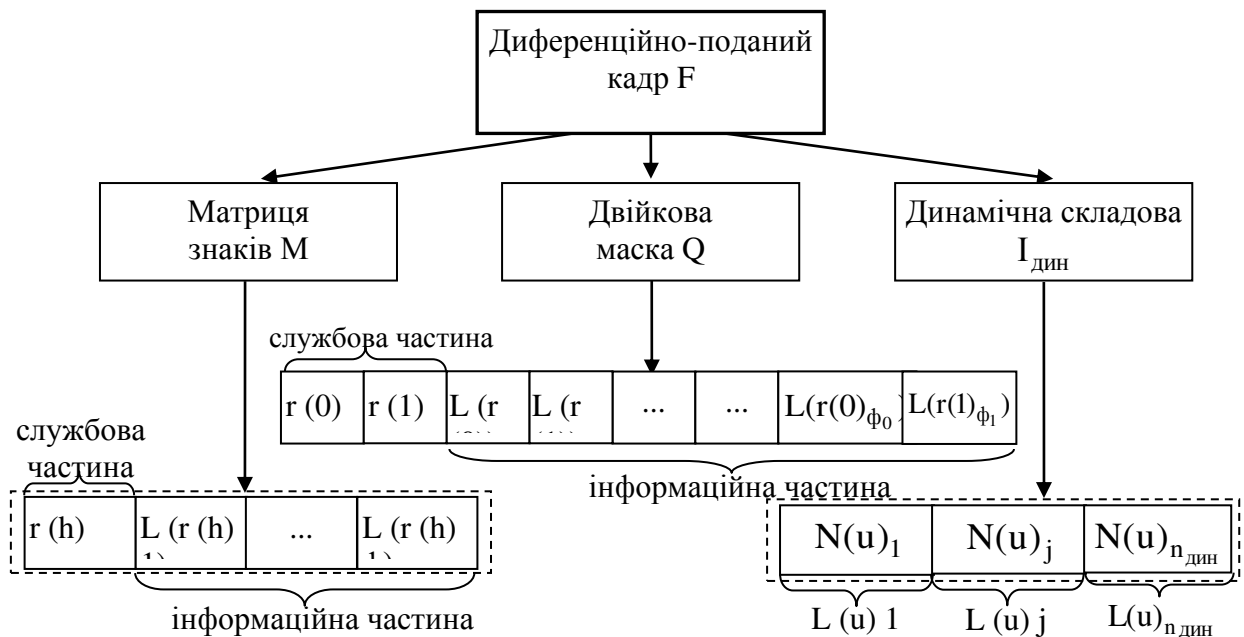 Диференційно-поданий
кадр F
Матриця
знаків M
Двійкова
маска Q
Динамічна складова
I дин
службова частина
r (0) r (1) L (r L (r ... ... L(r(0)ф0) L(r(1)ф1)
інформаційна частина
службова
частина
r (h) L (r (h) ... L (r (h)
інформаційна частина
N(u)1 N(u)j N(u)n дин
L (u) 1 L (u) j L(u)n дин